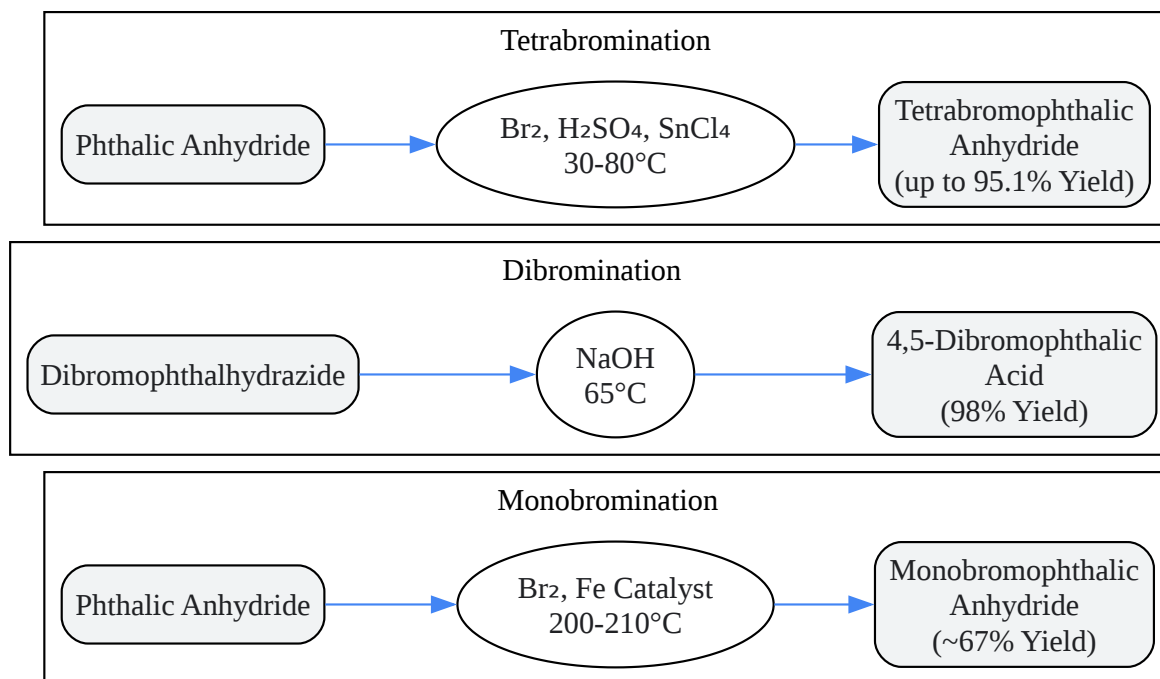 Tetrabromination
Phthalic Anhydride
Br₂, H₂SO₄, SnCl₄
30-80°C
Tetrabromophthalic
Anhydride
(up to 95.1% Yield)
Dibromination
Dibromophthalhydrazide
NaOH
65°C
4,5-Dibromophthalic
Acid
(98% Yield)
Monobromination
Phthalic Anhydride
Br₂, Fe Catalyst
200-210°C
Monobromophthalic
Anhydride
(~67% Yield)